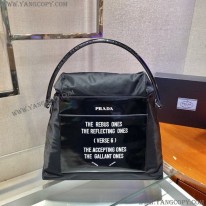 WWW.YANGCOPY.COM
PRADA
THE REBUS ONES
THE REFLECTING ONES
( VERSE 6 )
THE ACCEPTING ONES
THE GALLANT ONES
WWW.YANGCOPY.COM